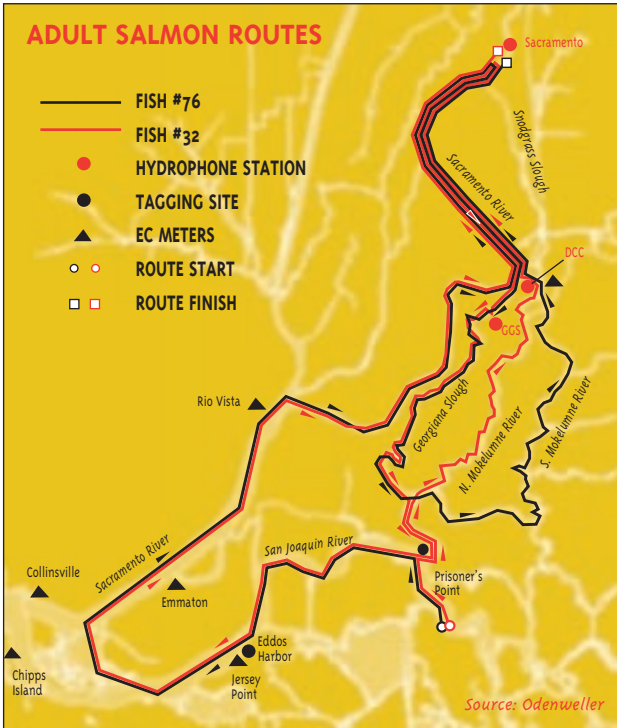 ADULT SALMON ROUTES
FISH #76
FISH #32
HYDROPHONE STATION
TAGGING SITE
EC METERS
ROUTE START
ROUTE FINISH
Sacramento
Snodgrass Slough
Sacramento River
DCC
GGS
Georgiana Slough
N. Mokelumne River
S. Mokelumne River
Rio Vista
Sacramento River
San Joaquin River
Collinsville
Emmaton
Prisoner's
Point
Chipps
Island
Eddos
Harbor
Jersey
Point
Source: Odenweller